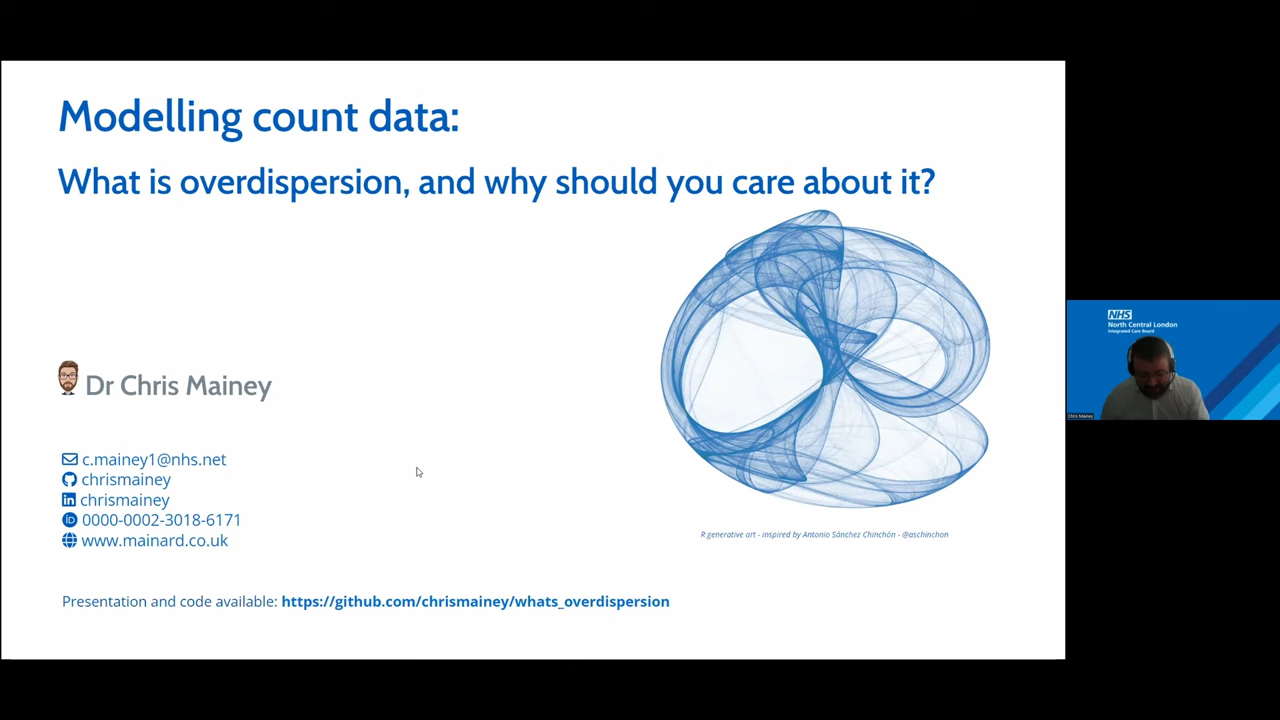 Modelling count data:
What is overdispersion, and why should you care about it?
Dr Chris Mainey
c.mainey1@nhs.net
chrismainey
chrismainey
0000-0002-3018-6171
www.mainard.co.uk
R generative art - inspired by Antonio Sánchez Chinchón - @aschinchon
Presentation and code available: https://github.com/chrismainey/whats_overdispersion
NHS
North Central London
Integrated Care Board
Chris Mainey